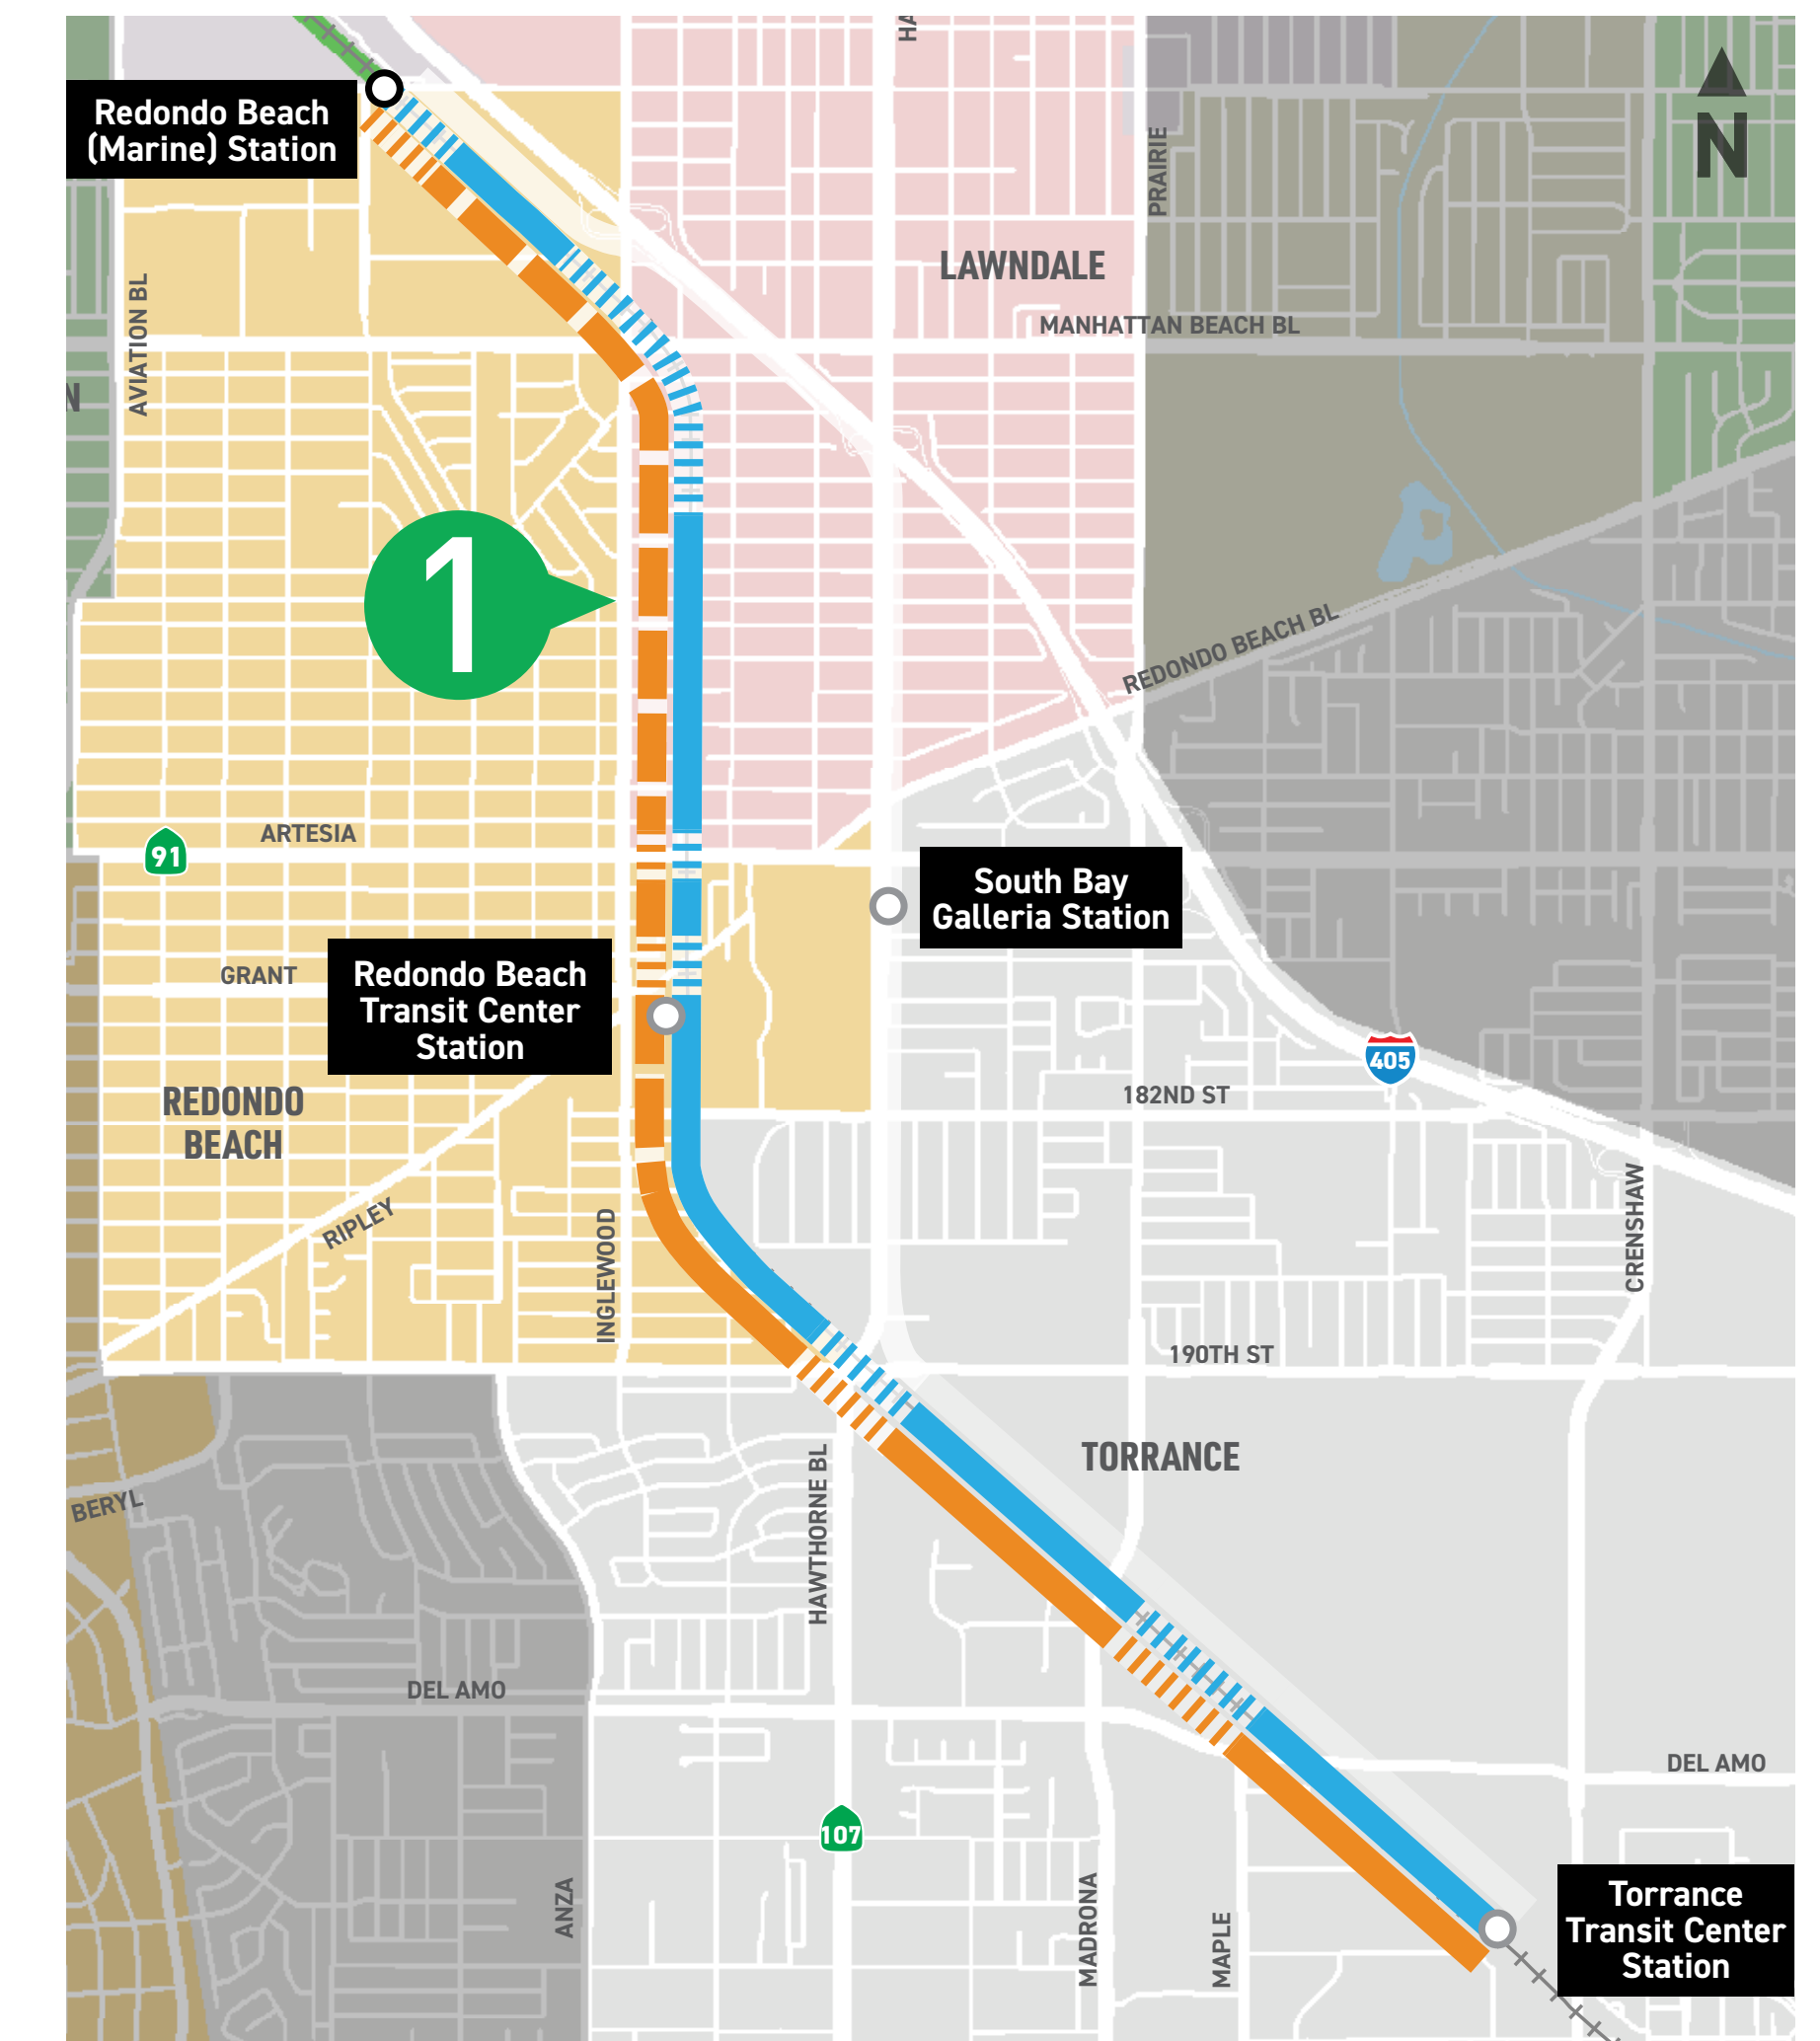 HA
N
Redondo Beach
(Marine) Station
PRAIRIE
LAWNDALE
MANHATTAN BEACH BL
AVIATION BL
N
1
REDONDO BEACH BL
ARTESIA
91
South Bay
Galleria Station
GRANT
Redondo Beach
Transit Center
Station
405
182ND ST
REDONDO
BEACH
RIPLEY
INGLEWOOD
CRENSHAW
190TH ST
TORRANCE
HAWTHORNE BL
BERYL
DEL AMO
DEL AMO
107
ANZA
MADRONA
MAPLE
Torrance
Transit Center
Station